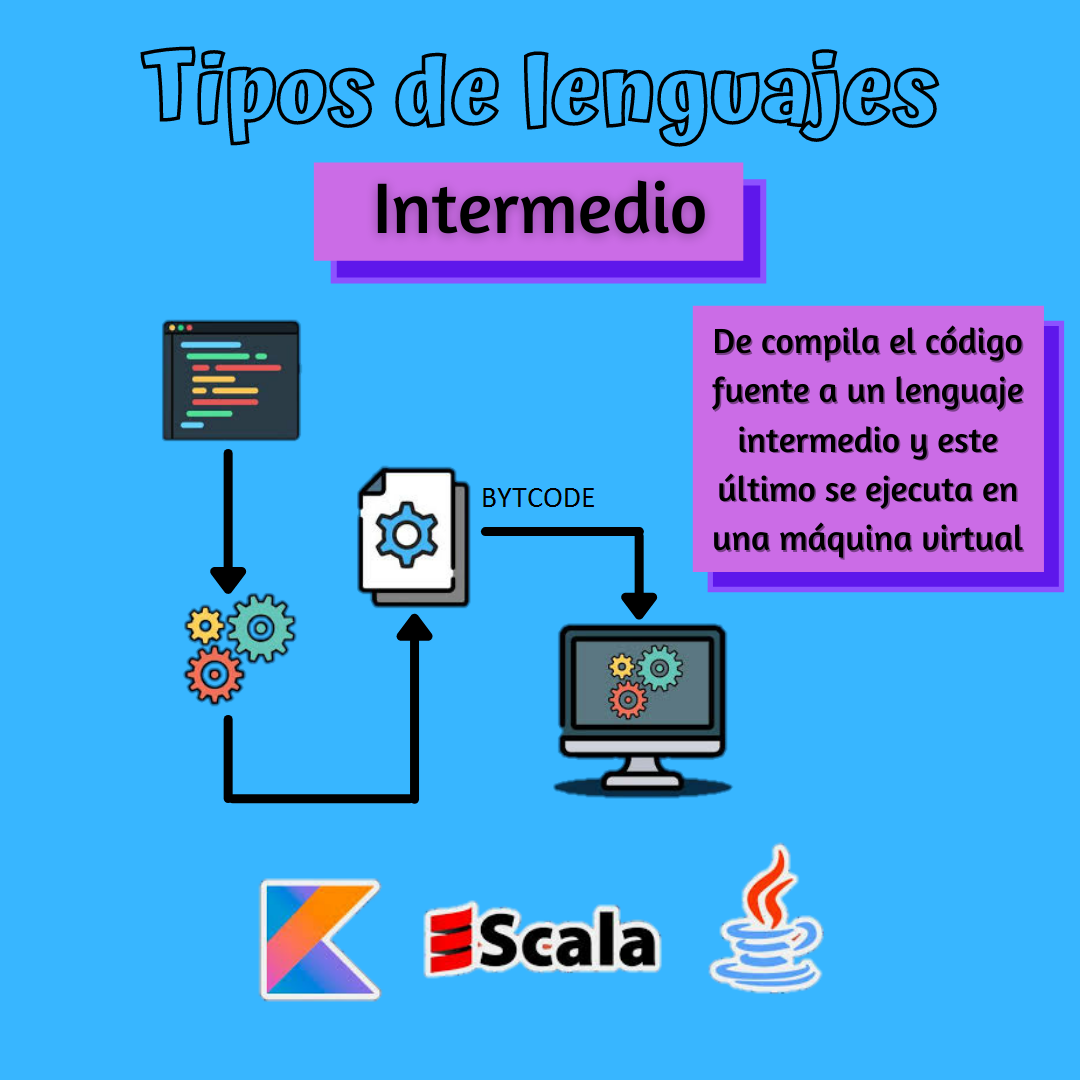 Tipos de lenguajes
Intermedio
De compila el código
fuente a un lenguaje
intermedio y este
último se ejecuta en
una máquina virtual
BYTCODE
Scala